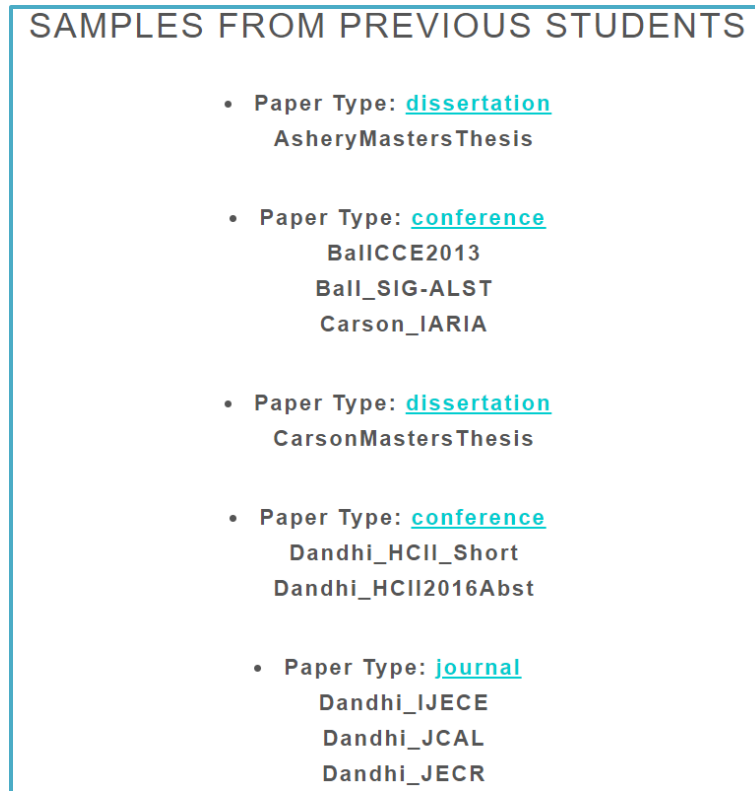 SAMPLES FROM PREVIOUS STUDENTS
• Paper Type: dissertation
AsheryMastersThesis
• Paper Type: conference
BallCCE2013
Ball_SIG-ALST
Carson_IARIA
• Paper Type: dissertation
CarsonMastersThesis
• Paper Type: conference
Dandhi_HCII_Short
Dandhi_HCII2016Abst
• Paper Type: journal
Dandhi_IJECE
Dandhi_JCAL
Dandhi_JECR